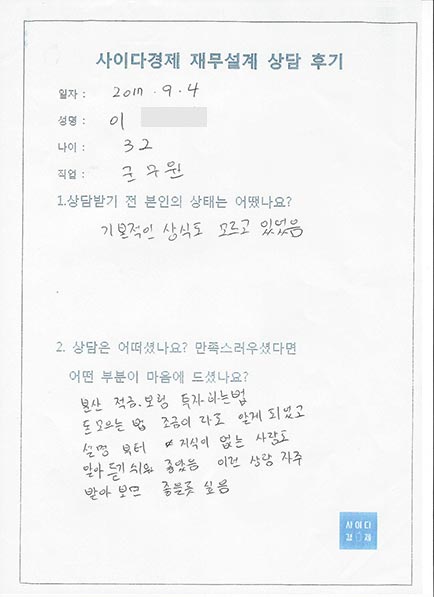 사이다경제 재무설계 상담 후기
일자 : 2017 . 9 . 4
성명 : 이
나이 : 32
직업 : 군무원
1.상담받기 전 본인의 상태는 어땠나요?
기본적인 상식도 모르고 있었음
2. 상담은 어떠셨나요? 만족스러우셨다면
어떤 부분이 마음에 드셨나요?
분산 적금.보험 투자하는법
돈모으는 법 조금이라도 알게 되었고
설명 부터 지식이 없는 사람도
알아 듣기 쉬워 좋았음 이런 상담 자주
받아 보면 좋을듯 싶음
사이다
경제